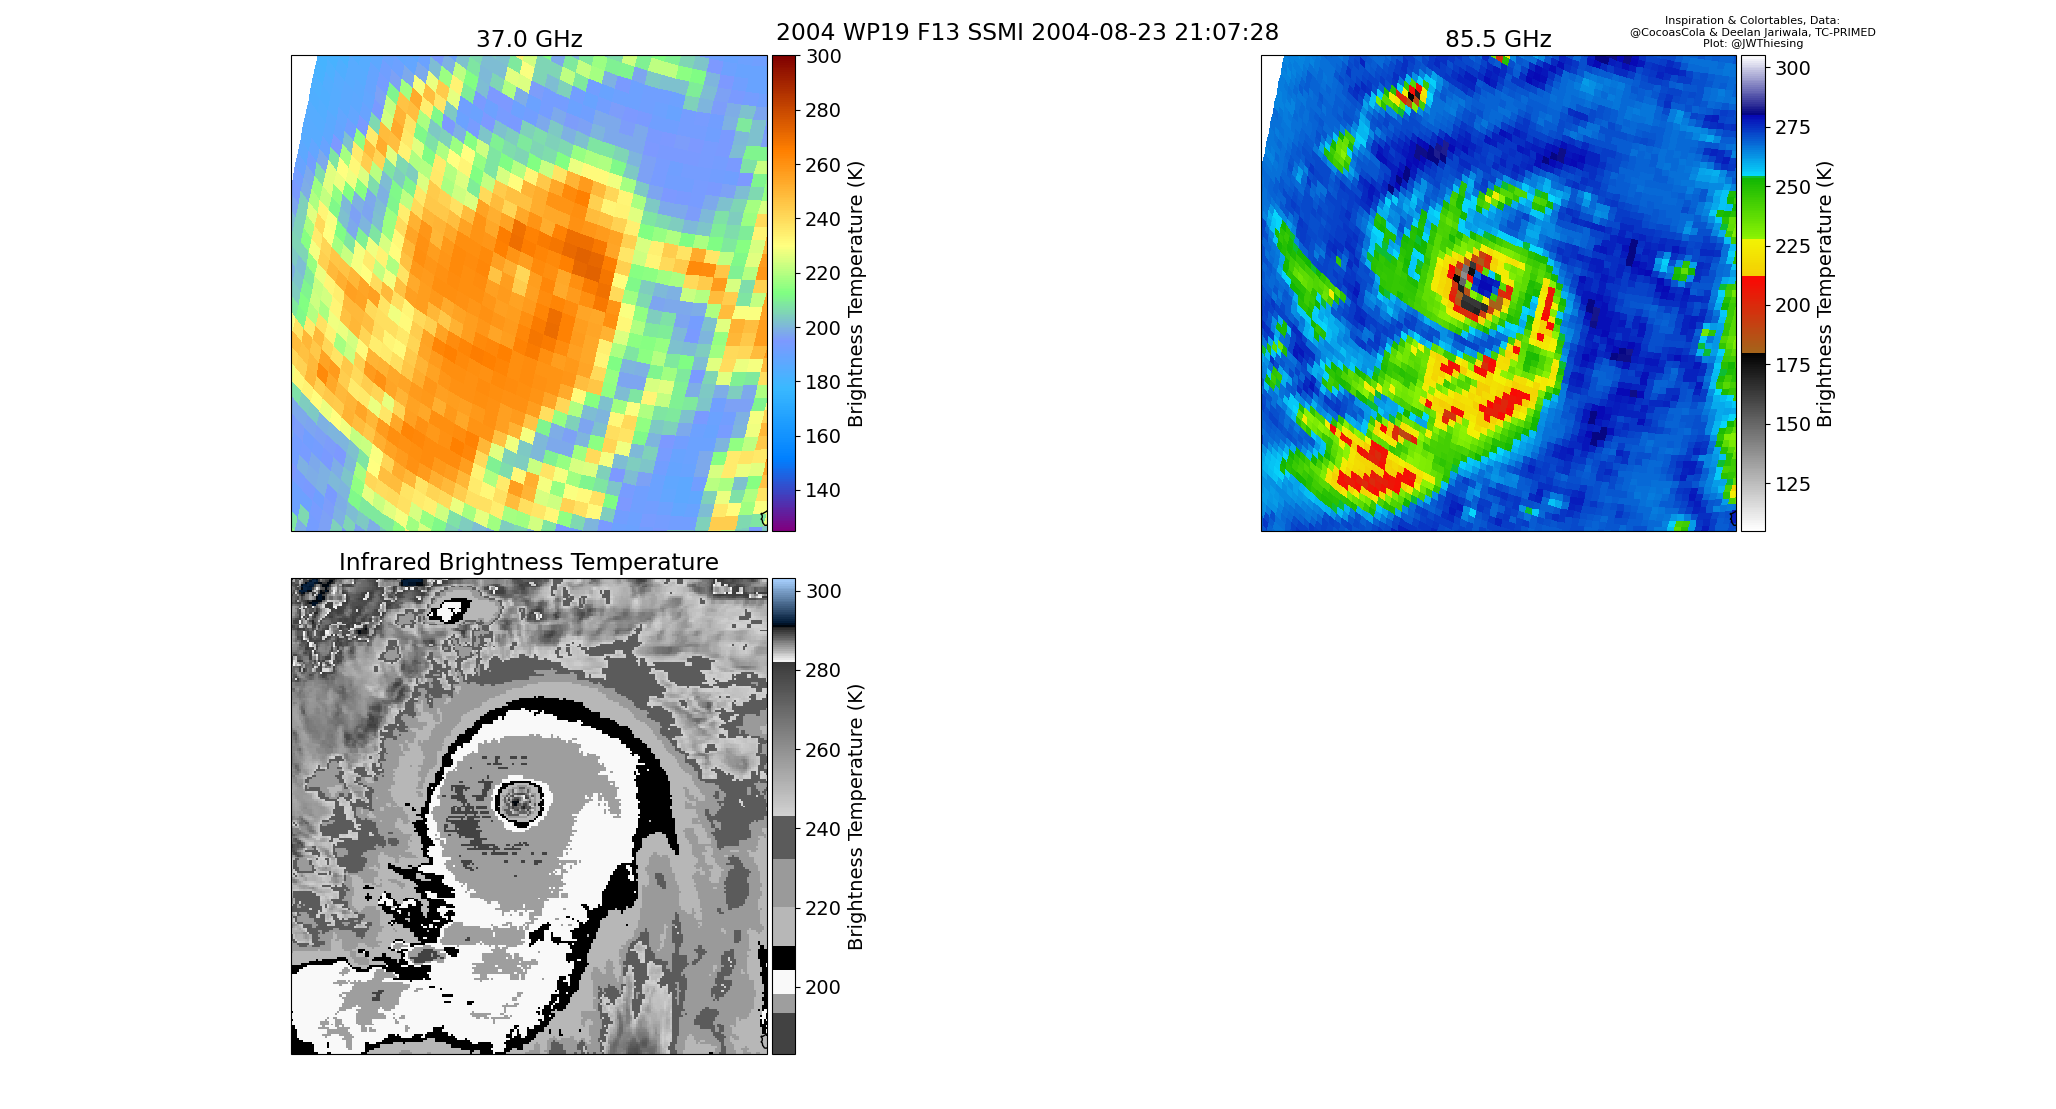 2004 WP19 F13 SSMI 2004-08-23 21:07:28
Inspiration & Colortables, Data:
@CocoasCola & Deelan Jariwala, TC-PRIMED
Plot: @JWThiesing
37.0 GHz
300
280
260
240
220
200
180
160
140
Brightness Temperature (K)
85.5 GHz
300
275
250
225
200
175
150
125
Brightness Temperature (K)
Infrared Brightness Temperature
300
280
260
240
220
200
Brightness Temperature (K)